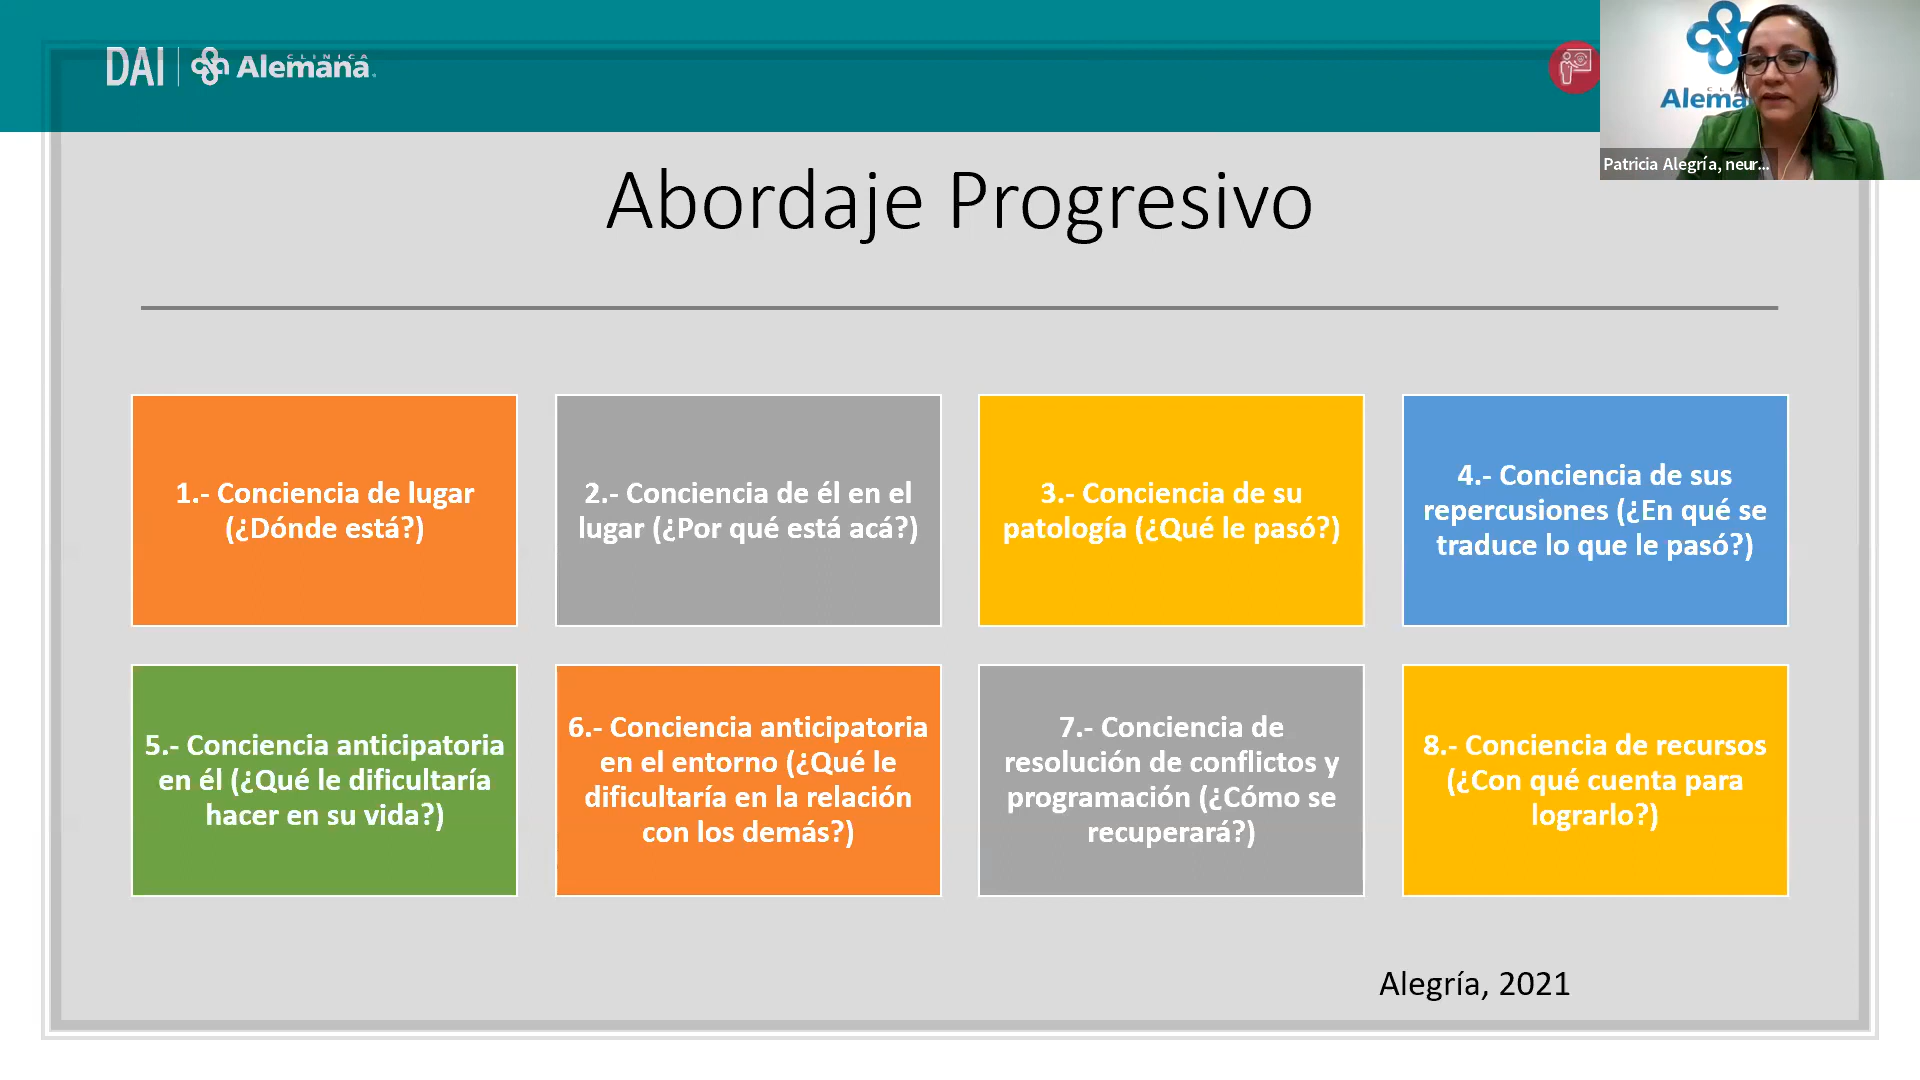 DAI
CLINICA
Alemana
Alema
Patricia Alegría, neur...
Abordaje Progresivo
1.- Conciencia de lugar
(¿Dónde está?)
2.- Conciencia de él en el
lugar (¿Por qué está acá?)
3.- Conciencia de su
patología (¿Qué le pasó?)
4.- Conciencia de sus
repercusiones (¿En qué se
traduce lo que le pasó?)
5.- Conciencia anticipatoria
en él (¿Qué le dificultaría
hacer en su vida?)
6.- Conciencia anticipatoria
en el entorno (¿Qué le
dificultaría en la relación
con los demás?)
7.- Conciencia de
resolución de conflictos y
programación (¿Cómo se
recuperará?)
8.- Conciencia de recursos
(¿Con qué cuenta para
lograrlo?)
Alegría, 2021